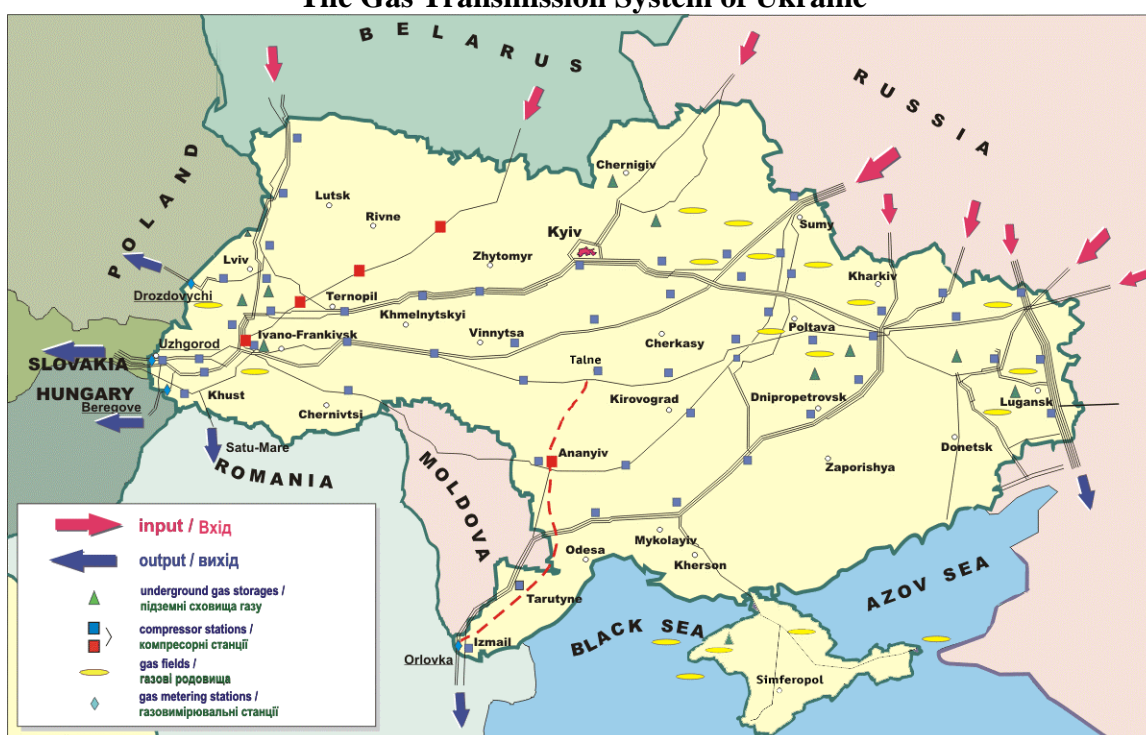 The Gas Transmission System of Ukraine
BELARUS
RUSSIA
POLAND
Chernigiv
Lutsk
Rivne
Sumy
Kyiv
Zhytomyr
Lviv
Kharkiv
Drozdovychi
Ternopil
Khmelnytskyi
Ivano-Frankivsk
Vinnytsa
Poltava
Cherkasy
Uzhgorod
SLOVAKIA
Talne
HUNGARY
Khust
Beregove
Chernivtsi
Kirovograd
Dnipropetrovsk
Lugansk
Satu-Mare
ROMANIA
MOLDOVA
Ananyiv
Donetsk
Zaporishya
Mykolayiv
Odesa
Kherson
Tarutyne
AZOV SEA
BLACK SEA
Izmail
Orlovka
Simferopol
input / Вхід
output / вихід
underground gas storages /
підземні сховища газу
compressor stations /
компресорні станції
gas fields /
газові родовища
gas metering stations /
газовимірювальні станції